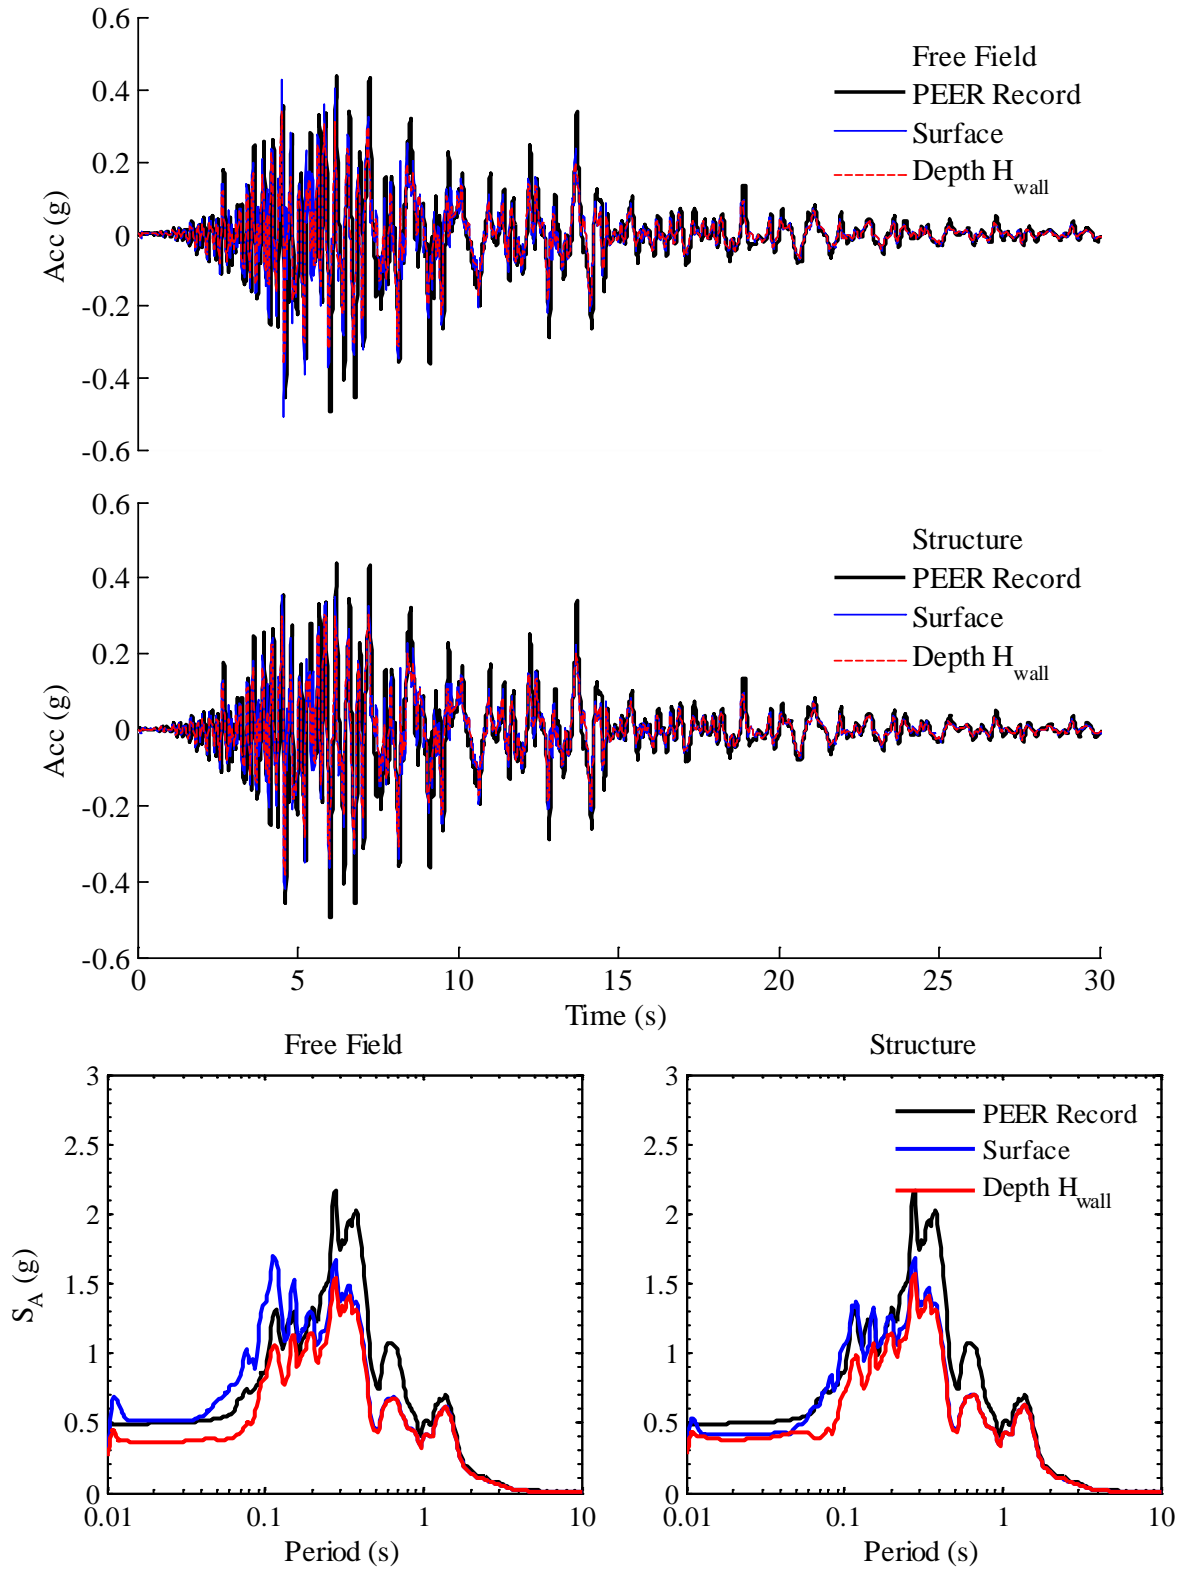 0.6
0.4
0.2
0
-0.2
-0.4
-0.6
Acc (g)
Free Field
PEER Record
Surface
Depth H_wall
0.6
0.4
0.2
0
-0.2
-0.4
-0.6
Acc (g)
Structure
PEER Record
Surface
Depth H_wall
0 5 10 15 20 25 30
Time (s)
Free Field
3
2.5
2
1.5
1
0.5
0
S_A (g)
0.01 0.1 1 10
Period (s)
Structure
PEER Record
Surface
Depth H_wall
3
2.5
2
1.5
1
0.5
0
0.01 0.1 1 10
Period (s)